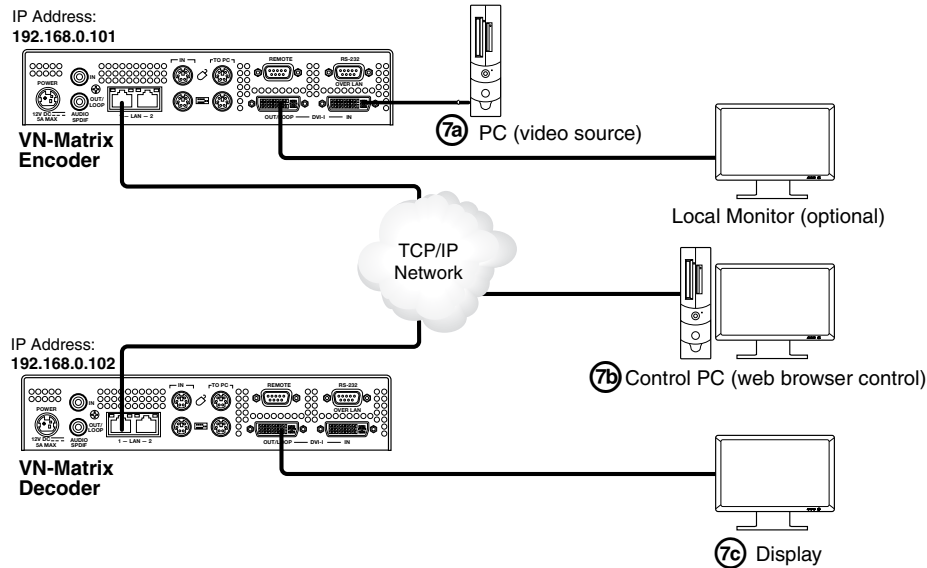 IP Address:
192.168.0.101
IN
TO PC
REMOTE
RS-232
OVER LAN
POWER
12V DC
5A MAX
IN
OUT/
LOOP
AUDIO
SPDIF
1 – LAN – 2
OUT/LOOP
DVI-I
IN
VN-Matrix
Encoder
7a PC (video source)
Local Monitor (optional)
TCP/IP
Network
7b Control PC (web browser control)
IP Address:
192.168.0.102
IN
TO PC
REMOTE
RS-232
OVER LAN
POWER
12V DC
5A MAX
IN
OUT/
LOOP
AUDIO
SPDIF
1 – LAN – 2
OUT/LOOP
DVI-I
IN
VN-Matrix
Decoder
7c Display